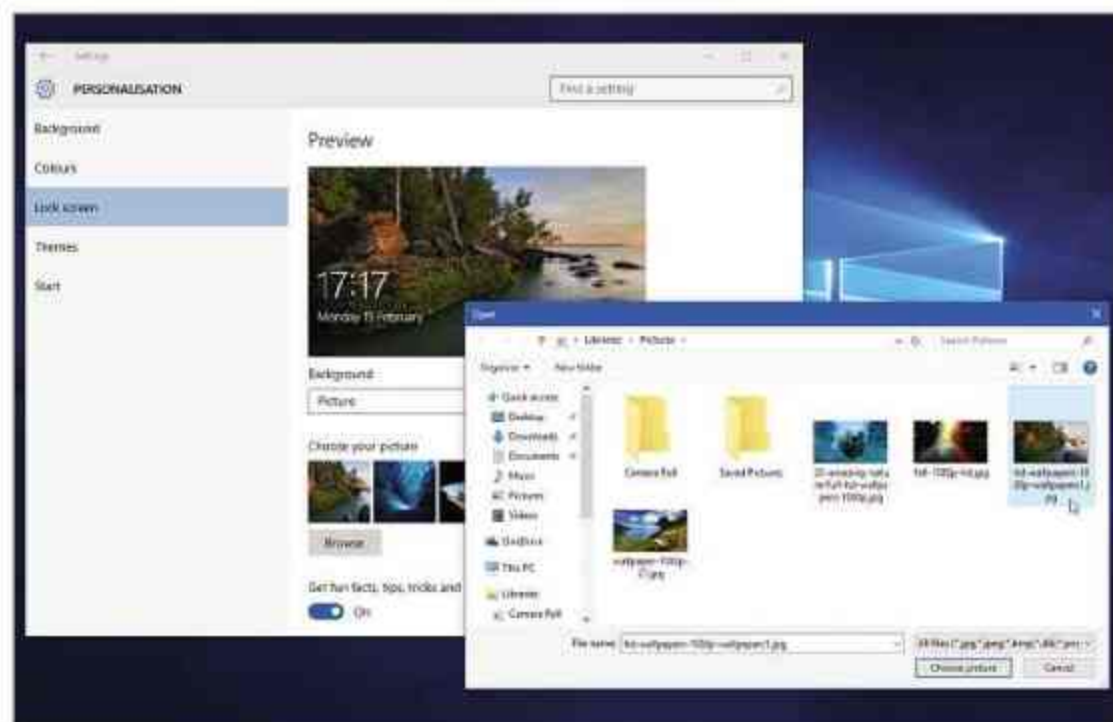 Settings
PERSONALISATION
Find a setting
Background
Colours
Lock screen
Themes
Start
Preview
17:17
Monday 15 February
Background
Picture
Choose your picture
Browse
Get fun facts, tips, tricks and
On
Open
Libraries Pictures
Search Pictures
Organise New folder
Quick access
Desktop
Downloads
Documents
Music
Pictures
Videos
OneDrive
This PC
Libraries
Camera Roll
Camera Roll
Saved Pictures
hd-1080p-hd.jpg
File name:
Choose picture
Cancel